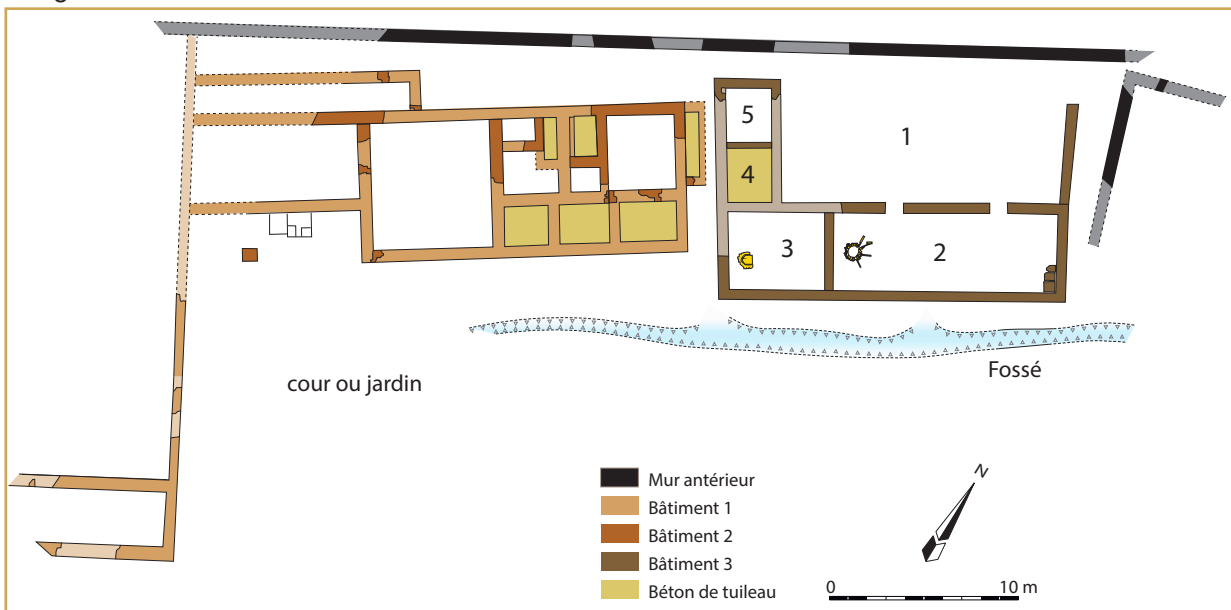 5
1
4
3
2
cour ou jardin
Fossé
N
Mur antérieur
Bâtiment 1
Bâtiment 2
Bâtiment 3
Béton de tuileau
0 10 m